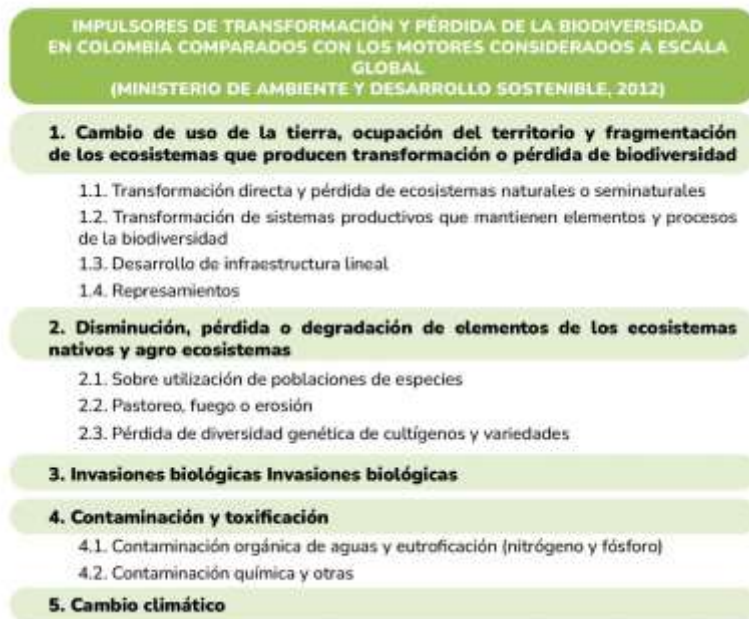 IMPULSORES DE TRANSFORMACIÓN Y PÉRDIDA DE LA BIODIVERSIDAD
EN COLOMBIA COMPARADOS CON LOS MOTORES CONSIDERADOS A ESCALA
GLOBAL
(MINISTERIO DE AMBIENTE Y DESARROLLO SOSTENIBLE, 2012)
1. Cambio de uso de la tierra, ocupación del territorio y fragmentación
de los ecosistemas que producen transformación o pérdida de biodiversidad
1.1. Transformación directa y pérdida de ecosistemas naturales o seminaturales
1.2. Transformación de sistemas productivos que mantienen elementos y procesos
de la biodiversidad
1.3. Desarrollo de infraestructura lineal
1.4. Represamientos
2. Disminución, pérdida o degradación de elementos de los ecosistemas
nativos y agro ecosistemas
2.1. Sobre utilización de poblaciones de especies
2.2. Pastoreo, fuego o erosión
2.3. Pérdida de diversidad genética de cultígenos y variedades
3. Invasiones biológicas Invasiones biológicas
4. Contaminación y toxificación
4.1. Contaminación orgánica de aguas y eutroficación (nitrógeno y fósforo)
4.2. Contaminación química y otras
5. Cambio climático